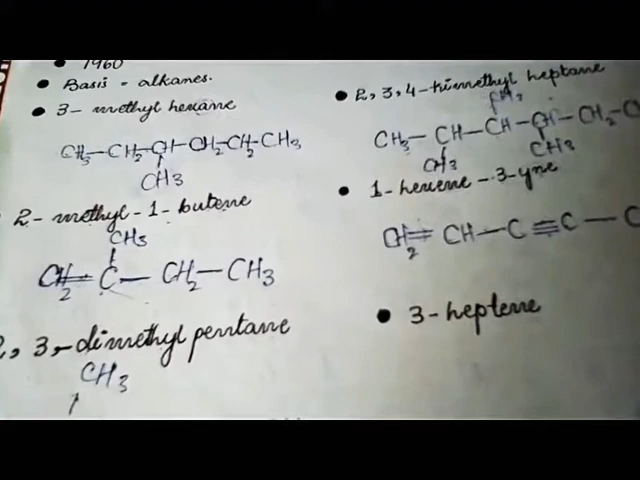 1960
Basis - alkanes.
3- methyl hexane
CH3-CH2-CH-CH2-CH2-CH3
CH3
2- methyl-1-butene
CH3
CH2=C-CH2-CH3
2, 3,-dimethyl pentane
CH3
2,3,4-trimethyl heptane
CH3
CH3-CH-CH-CH-CH2-C
CH3 CH3
1-hexene-3-yne
CH2=CH-C≡C-C
3-heptene